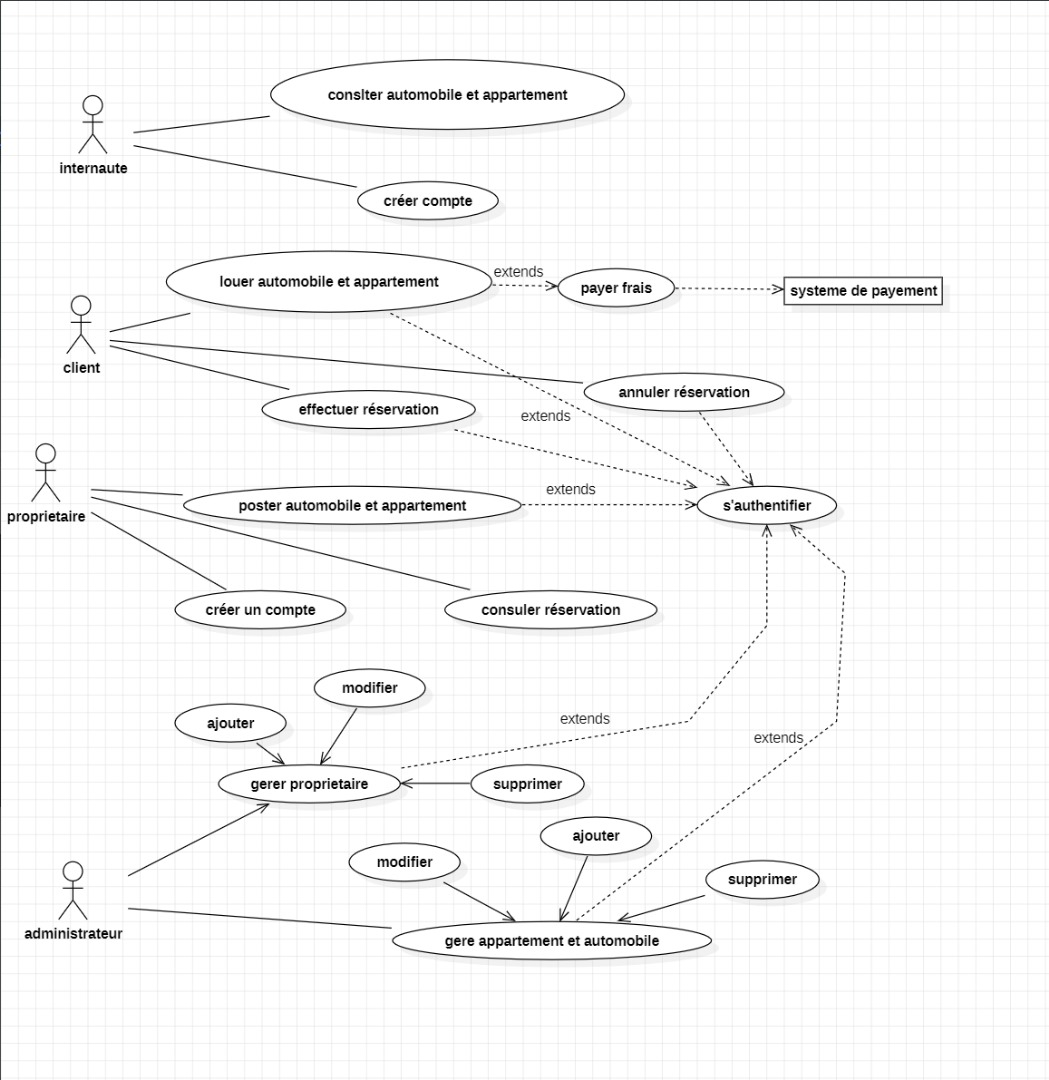 conslter automobile et appartement
internaute
créer compte
extends
louer automobile et appartement
payer frais
systeme de payement
client
annuler réservation
effectuer réservation
extends
extends
poster automobile et appartement
s'authentifier
proprietaire
créer un compte
consuler réservation
modifier
ajouter
extends
extends
gerer proprietaire
supprimer
ajouter
modifier
supprimer
administrateur
gere appartement et automobile